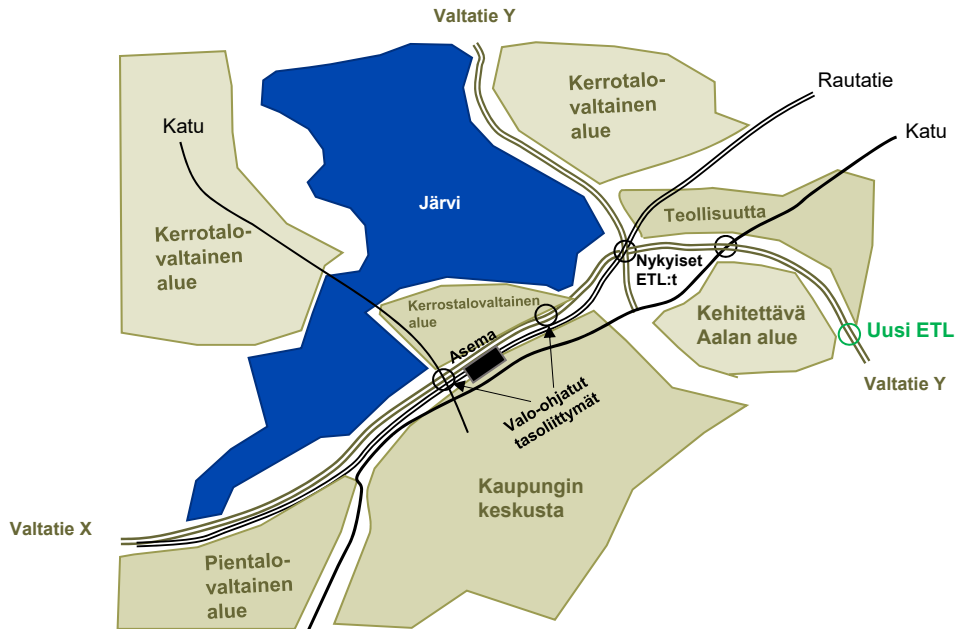 Valtatie Y
Kerrotalo-
valtainen
alue
Rautatie
Katu
Katu
Järvi
Teollisuutta
Kerrotalo-
valtainen
alue
Nykyiset
ETL:t
Kehitettävä
Aalan alue
Kerrostalovaltainen
alue
Uusi ETL
Asema
Valtatie Y
Valo-ohjatut
tasoliittymät
Kaupungin
keskusta
Valtatie X
Pientalo-
valtainen
alue